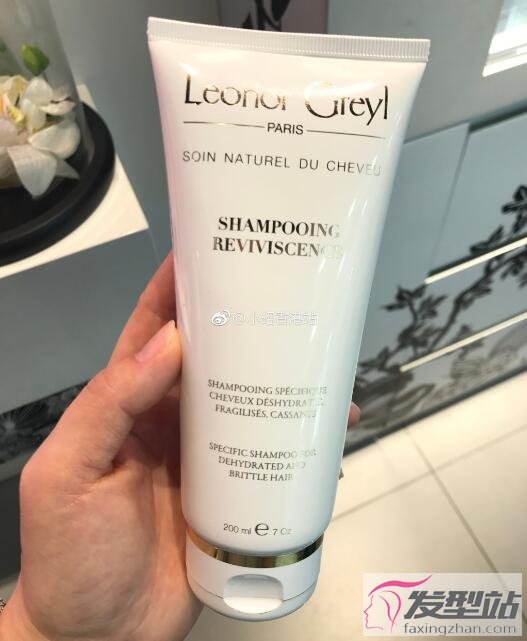 Leonor Greyl
PARIS
SOIN NATUREL DU CHEVEU
SHAMPOOING
REVIVISCENCE
SHAMPOOING SPÉCIFIQUE
CHEVEUX DÉSHYDRATÉS,
FRAGILISÉS, CASSANTS
SPECIFIC SHAMPOO FOR
DEHYDRATED AND
BRITTLE HAIR
200 ml e 7 Oz
发型站
faxingzhan.com